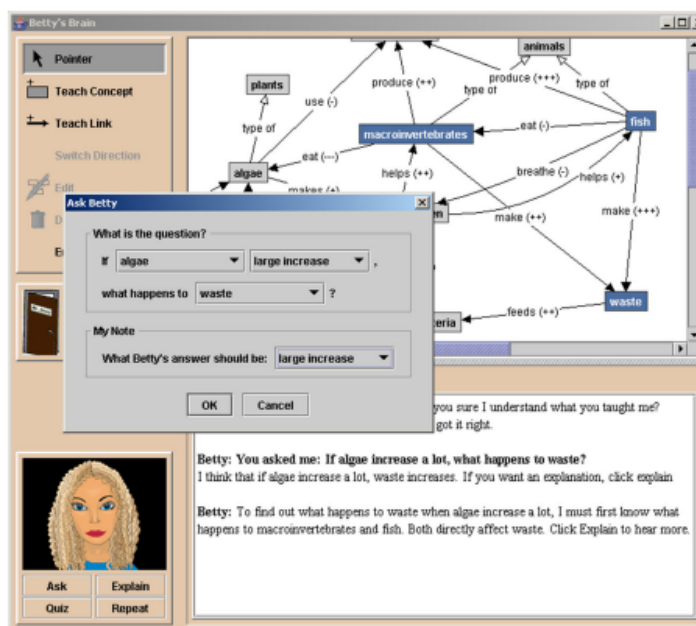 Betty's Brain
Pointer
Teach Concept
Teach Link
Switch Direction
Edit
plants
animals
produce (++)
produce (+++)
type of
type of
use (-)
type of
macroinvertebrates
fish
eat (-)
eat (---)
algae
breathe (-)
helps (++)
helps (+)
makes (+)
make (++)
make (+++)
waste
feeds (++)
Ask Betty
What is the question?
If algae large increase ,
what happens to waste ?
My Note
What Betty's answer should be: large increase
OK Cancel
you sure I understand what you taught me?
got it right.
Betty: You asked me: If algae increase a lot, what happens to waste?
I think that if algae increase a lot, waste increases. If you want an explanation, click explain
Betty: To find out what happens to waste when algae increase a lot, I must first know what
happens to macroinvertebrates and fish. Both directly affect waste. Click Explain to hear more.
Ask Explain
Quiz Repeat